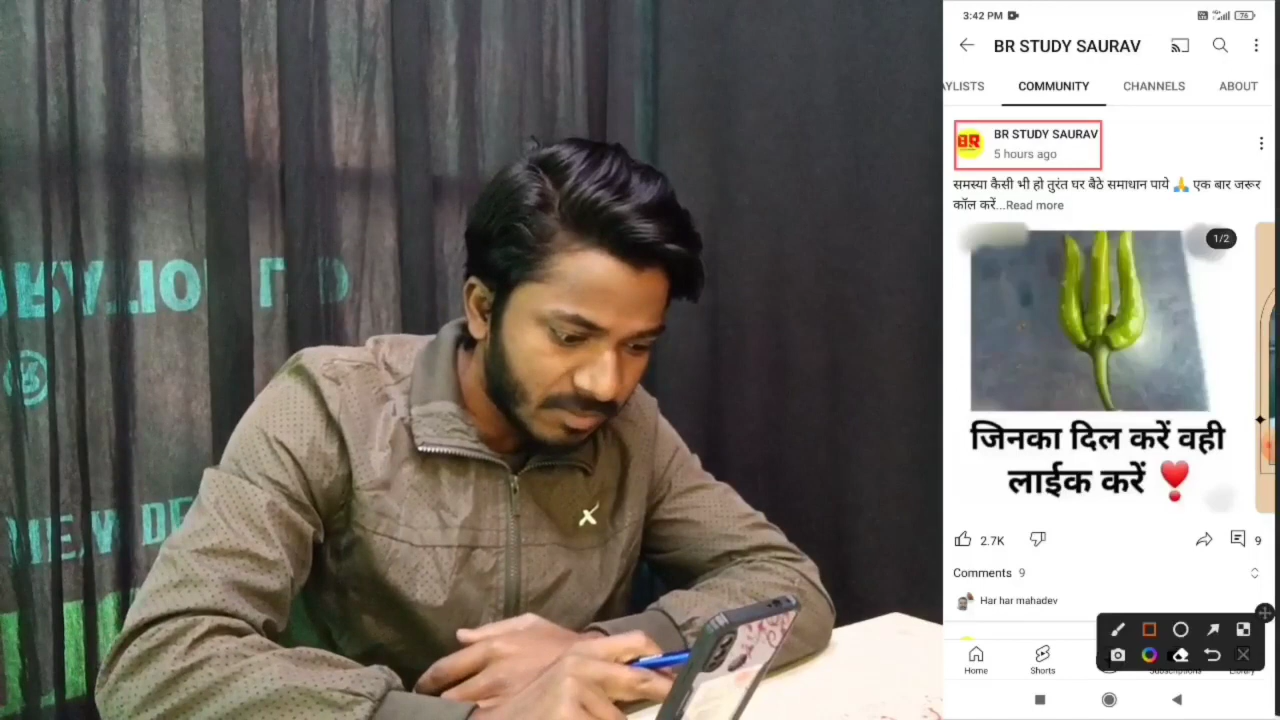 3:42 PM
76
BR STUDY SAURAV
AYLISTS COMMUNITY CHANNELS ABOUT
BR
BR STUDY SAURAV
5 hours ago
समस्या कैसी भी हो तुरंत घर बैठे समाधान पाये 🙏 एक बार जरूर
कॉल करें...Read more
1/2
जिनका दिल करें वही
लाईक करें ❣
2.7K
9
Comments 9
Har har mahadev
Home
Shorts